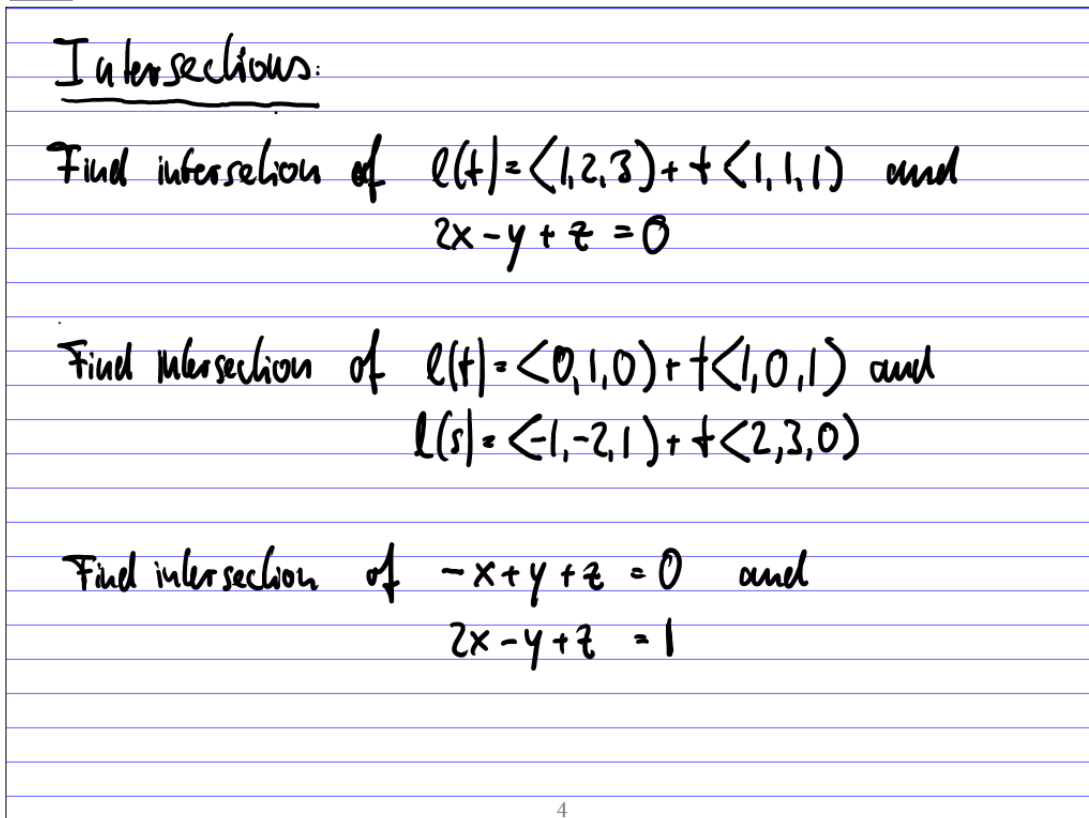 Intersections:
Find interselion of l(t)=<1,2,3)+t<1,1,1) and
2x-y+z=0
Find Intersection of l(t)=<0,1,0)+t<1,0,1) and
l(s)=<-1,-2,1)+t<2,3,0)
Find intersection of -x+y+z=0 and
2x-y+z=1
4